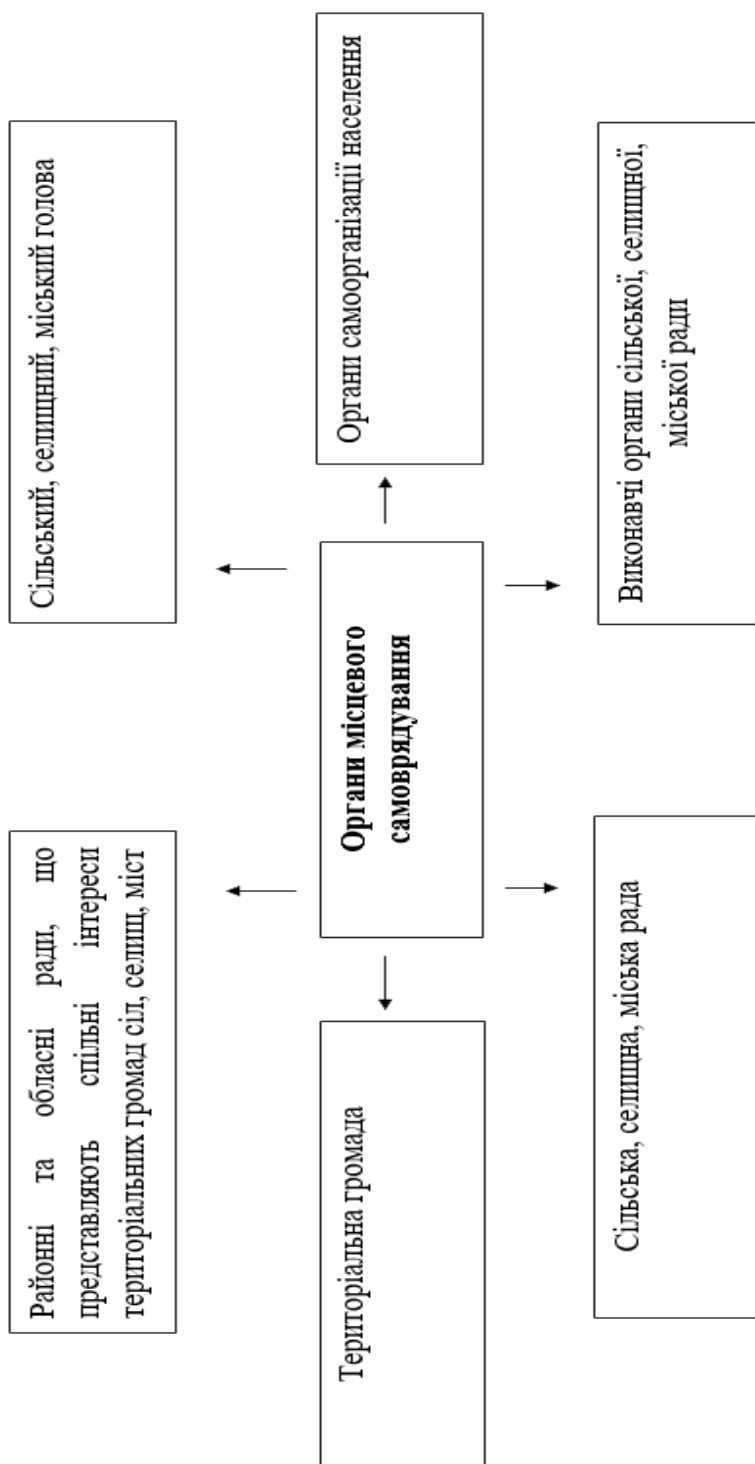 Районні та обласні ради, що
представляють спільні інтереси
територіальних громад сіл, селищ, міст
Сільський, селищний, міський голова
Територіальна громада
Органи місцевого
самоврядування
Органи самоорганізації населення
Сільська, селищна, міська рада
Виконавчі органи сільської, селищної,
міської ради